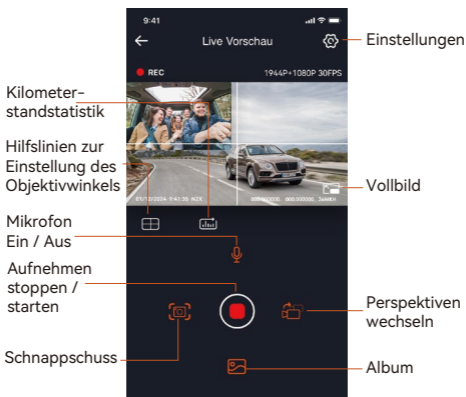 9:41
Live Vorschau
Einstellungen
REC
1944P+1080P 30FPS
Kilometer-
standstatistik
Hilfslinien zur
Einstellung des
Objektivwinkels
Vollbild
Mikrofon
Ein / Aus
Aufnehmen
stoppen /
starten
Perspektiven
wechseln
Schnappschuss
Album